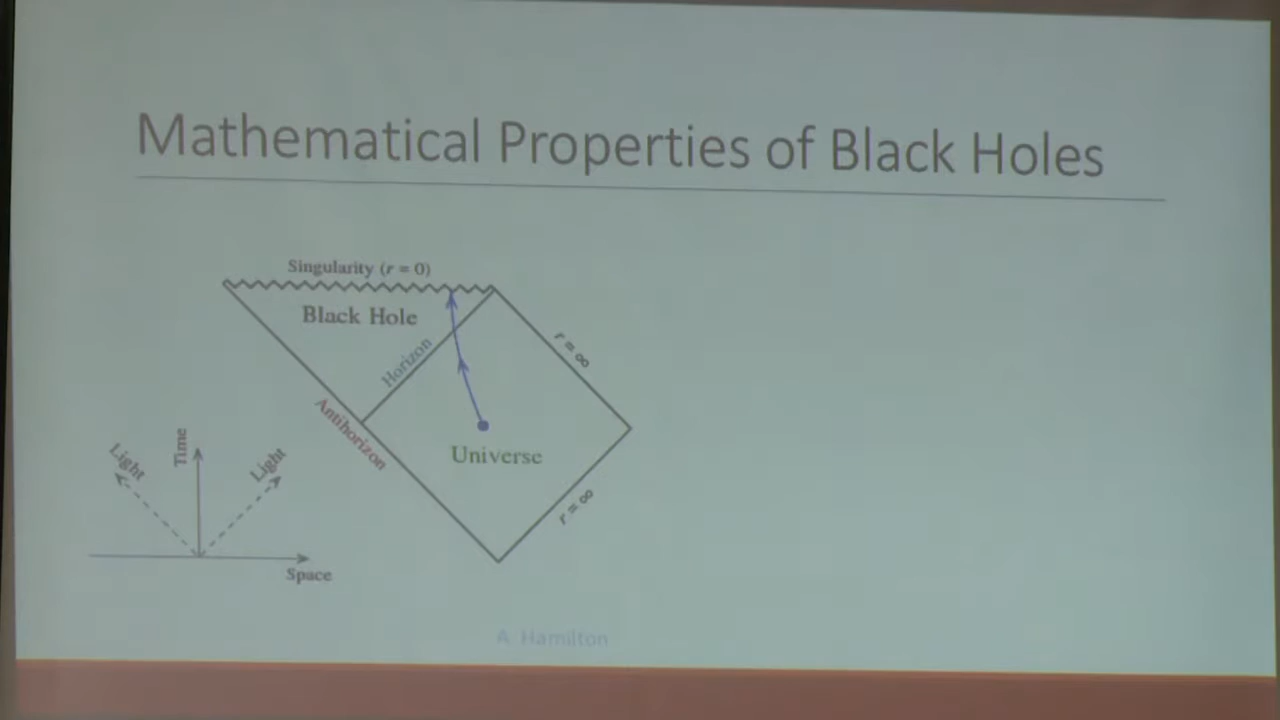 Mathematical Properties of Black Holes
Singularity (r = 0)
Black Hole
Horizon
r = ∞
Antihorizon
Universe
r = ∞
Light
Time
Light
Space
A. Hamilton